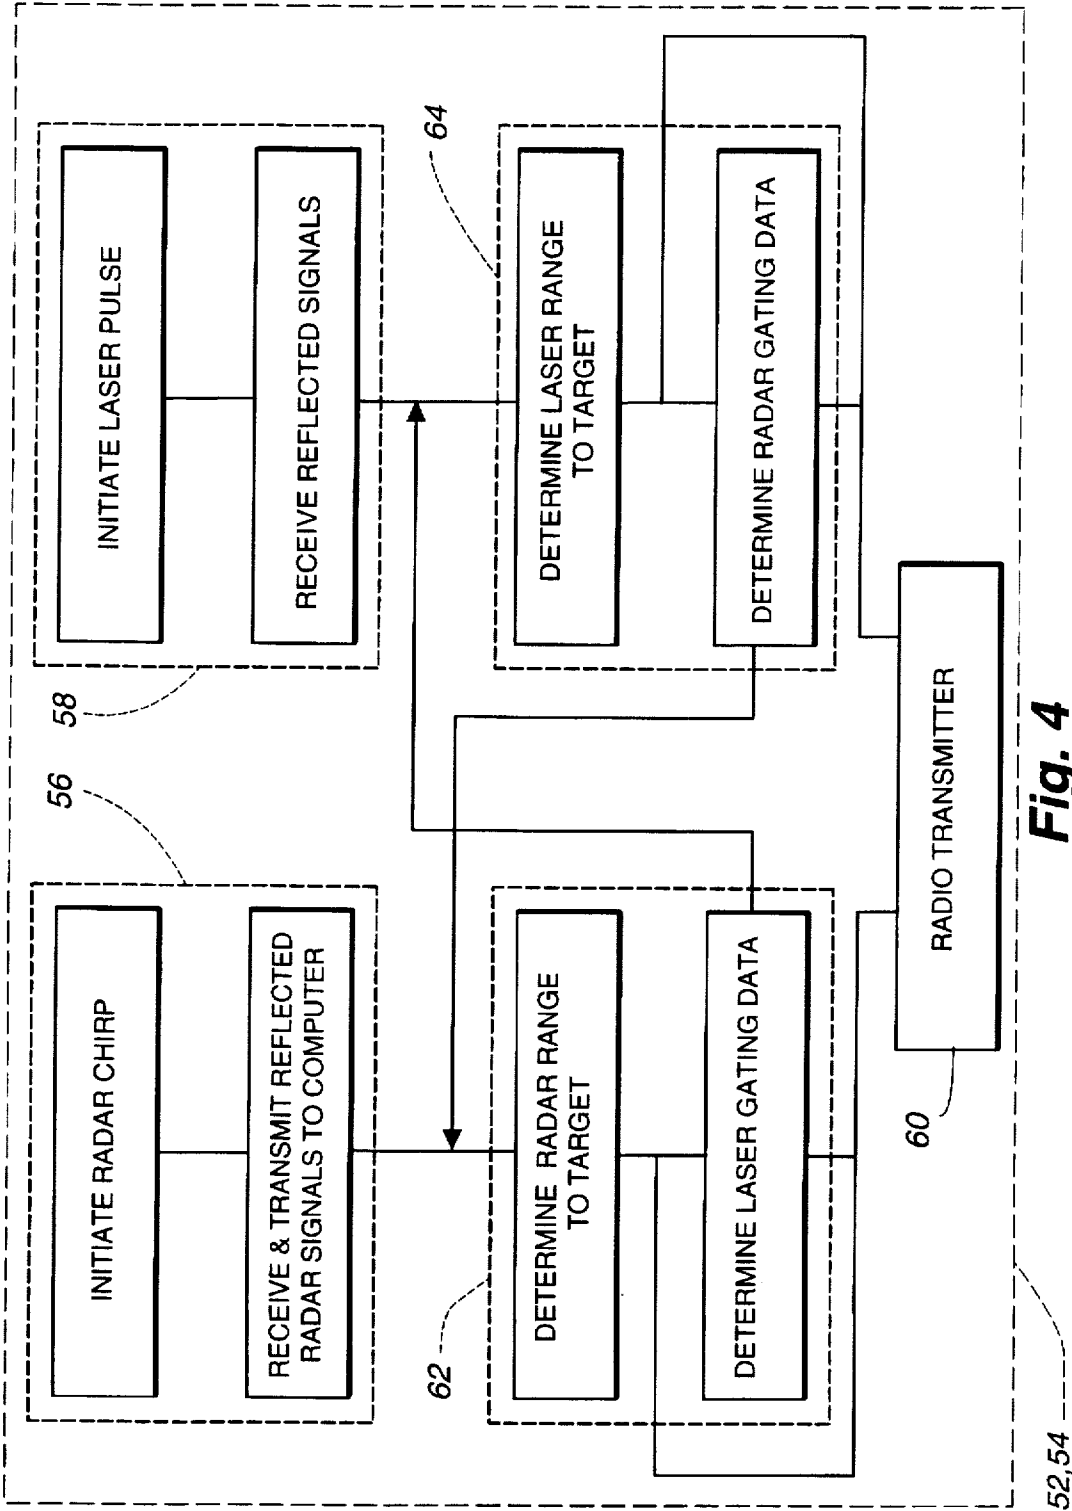 INITIATE RADAR CHIRP
RECEIVE & TRANSMIT REFLECTED
RADAR SIGNALS TO COMPUTER
56
58
INITIATE LASER PULSE
RECEIVE REFLECTED SIGNALS
62
DETERMINE RADAR RANGE
TO TARGET
DETERMINE LASER GATING DATA
64
DETERMINE LASER RANGE
TO TARGET
DETERMINE RADAR GATING DATA
60
RADIO TRANSMITTER
52,54
Fig. 4